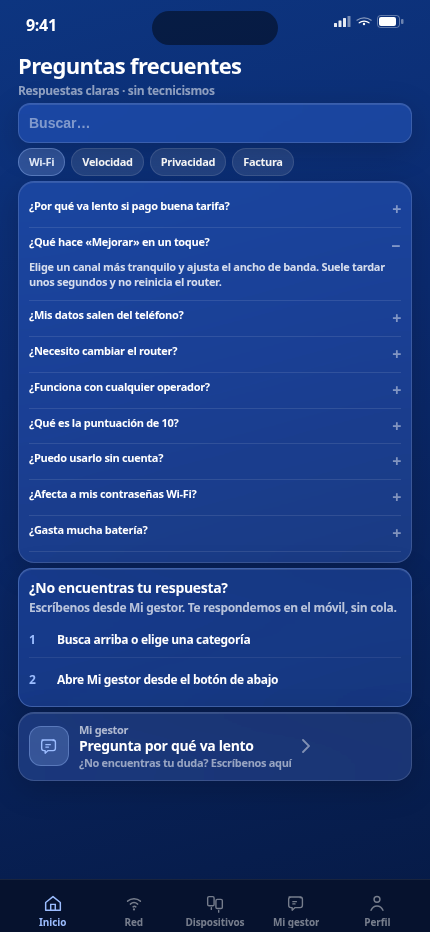 9:41
Preguntas frecuentes
Respuestas claras · sin tecnicismos
Buscar…
Wi-Fi
Velocidad
Privacidad
Factura
¿Por qué va lento si pago buena tarifa?
¿Qué hace «Mejorar» en un toque?
Elige un canal más tranquilo y ajusta el ancho de banda. Suele tardar
unos segundos y no reinicia el router.
¿Mis datos salen del teléfono?
¿Necesito cambiar el router?
¿Funciona con cualquier operador?
¿Qué es la puntuación de 10?
¿Puedo usarlo sin cuenta?
¿Afecta a mis contraseñas Wi-Fi?
¿Gasta mucha batería?
¿No encuentras tu respuesta?
Escríbenos desde Mi gestor. Te respondemos en el móvil, sin cola.
1 Busca arriba o elige una categoría
2 Abre Mi gestor desde el botón de abajo
Mi gestor
Pregunta por qué va lento
¿No encuentras tu duda? Escríbenos aquí
Inicio
Red
Dispositivos
Mi gestor
Perfil